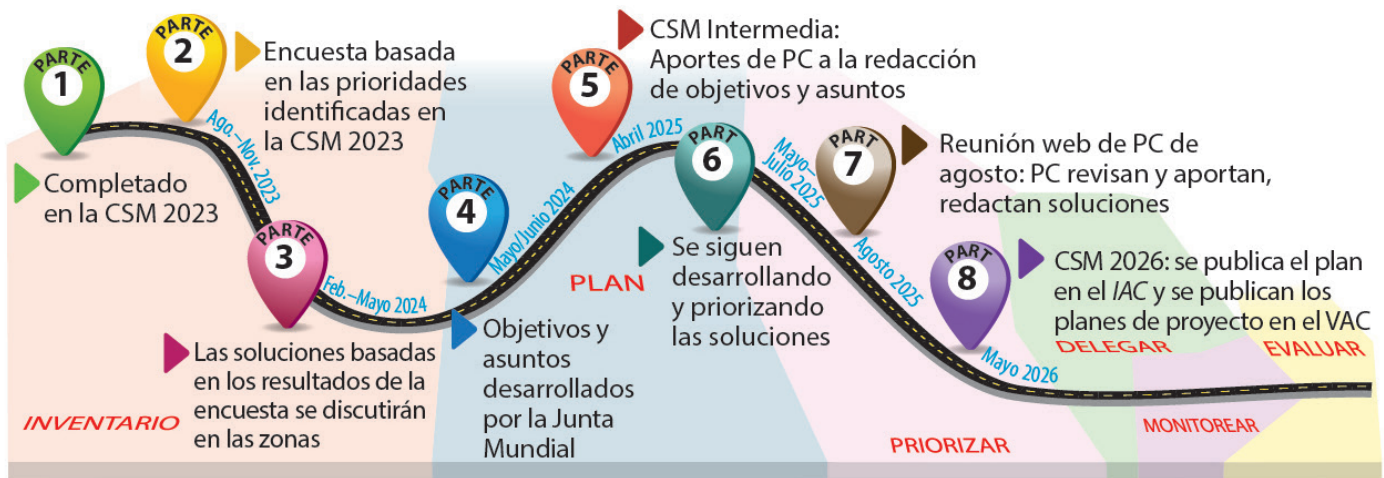 PARTE
1
Completado
en la CSM 2023
PARTE
2
Encuesta basada
en las prioridades
identificadas en
la CSM 2023
Ago.–Nov. 2023
PARTE
3
Las soluciones basadas
en los resultados de la
encuesta se discutirán
en las zonas
Feb.–Mayo 2024
INVENTARIO
PARTE
4
Objetivos y
asuntos
desarrollados
por la Junta
Mundial
Mayo/Junio 2024
PLAN
PARTE
5
CSM Intermedia:
Aportes de PC a la redacción
de objetivos y asuntos
Abril 2025
PART
6
Se siguen
desarrollando
y priorizando
las soluciones
Mayo–
Julio 2025
PART
7
Reunión web de PC de
agosto: PC revisan y aportan,
redactan soluciones
Agosto 2025
PRIORIZAR
PART
8
CSM 2026: se publica el plan
en el IAC y se publican los
planes de proyecto en el VAC
Mayo 2026
DELEGAR
MONITOREAR
EVALUAR